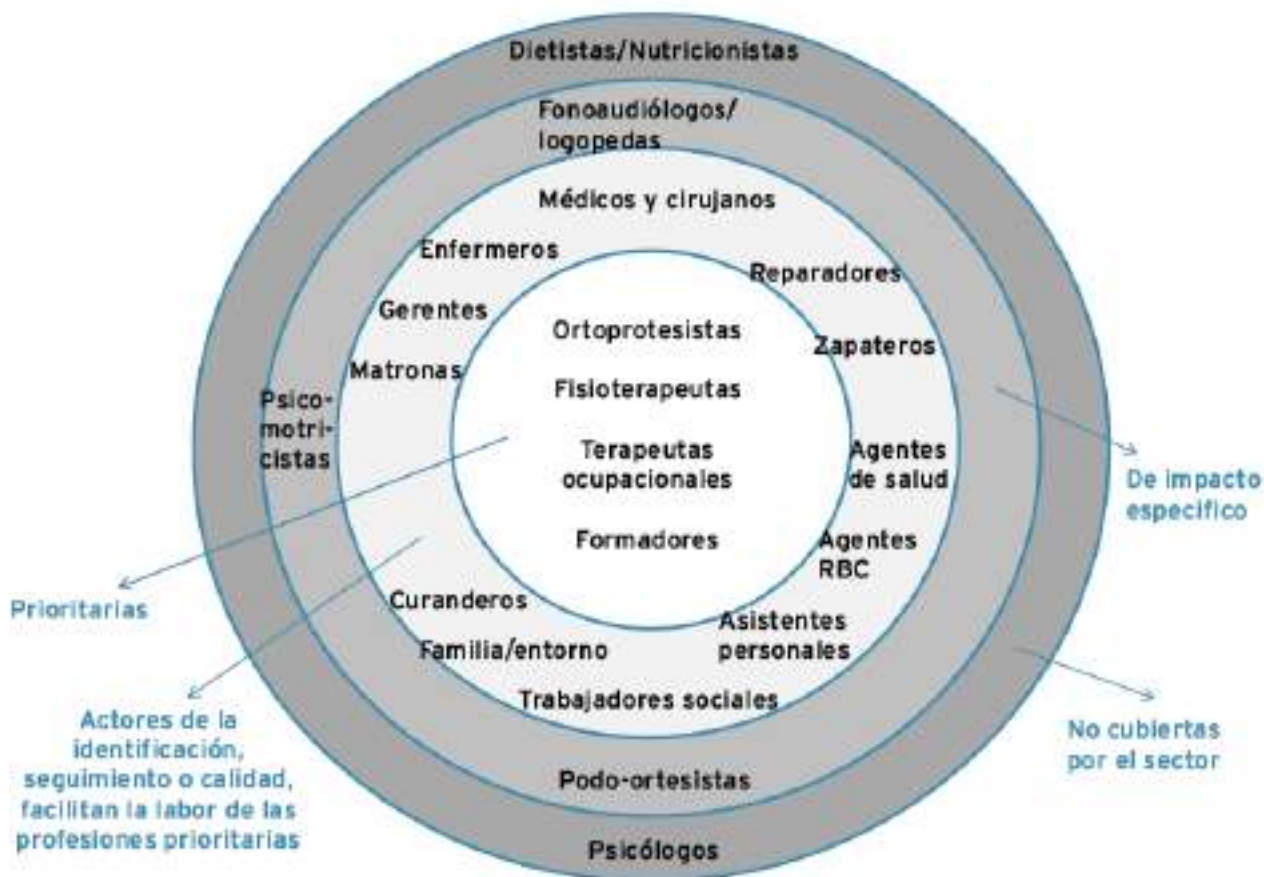 Dietistas/Nutricionistas
Fonoaudiólogos/
logopedas
Médicos y cirujanos
Enfermeros
Reparadores
Gerentes
Ortoprotesistas
Zapateros
Matronas
Fisioterapeutas
Psico-
motri-
cistas
Terapeutas
ocupacionales
Agentes
de salud
De impacto
específico
Formadores
Agentes
RBC
Prioritarias
Curanderos
Asistentes
personales
Familia/entorno
Trabajadores sociales
Actores de la
identificación,
seguimiento o calidad,
facilitan la labor de las
profesiones prioritarias
No cubiertas
por el sector
Podo-ortesistas
Psicólogos